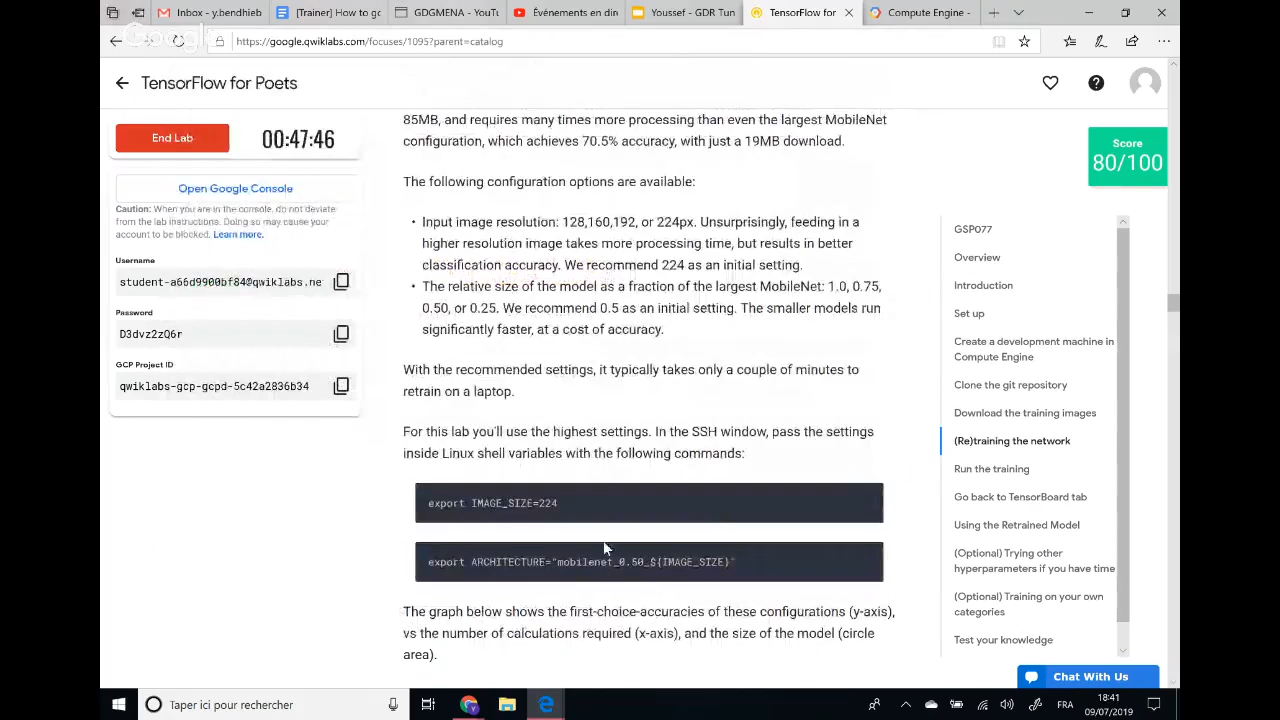 Inbox - y.bendhieb
[Trainer] How to go
GDGMENA - YouTu
Événements en din
Youssef - GDR Tun
TensorFlow for
Compute Engine -
Google
https://google.qwiklabs.com/focuses/1095?parent=catalog
TensorFlow for Poets
End Lab
00:47:46
Open Google Console
Caution: When you are in the console, do not deviate
from the lab instructions. Doing so may cause your
account to be blocked. Learn more.
Username
student-a66d9900bf84@qwiklabs.ne
Password
D3dvz2zQ6r
GCP Project ID
qwiklabs-gcp-gcpd-5c42a2836b34
85MB, and requires many times more processing than even the largest MobileNet
configuration, which achieves 70.5% accuracy, with just a 19MB download.
The following configuration options are available:
• Input image resolution: 128,160,192, or 224px. Unsurprisingly, feeding in a
higher resolution image takes more processing time, but results in better
classification accuracy. We recommend 224 as an initial setting.
• The relative size of the model as a fraction of the largest MobileNet: 1.0, 0.75,
0.50, or 0.25. We recommend 0.5 as an initial setting. The smaller models run
significantly faster, at a cost of accuracy.
With the recommended settings, it typically takes only a couple of minutes to
retrain on a laptop.
For this lab you'll use the highest settings. In the SSH window, pass the settings
inside Linux shell variables with the following commands:
export IMAGE_SIZE=224
export ARCHITECTURE="mobilenet_0.50_${IMAGE_SIZE}"
The graph below shows the first-choice-accuracies of these configurations (y-axis),
vs the number of calculations required (x-axis), and the size of the model (circle
area).
Score
80/100
GSP077
Overview
Introduction
Set up
Create a development machine in
Compute Engine
Clone the git repository
Download the training images
(Re)training the network
Run the training
Go back to TensorBoard tab
Using the Retrained Model
(Optional) Trying other
hyperparameters if you have time
(Optional) Training on your own
categories
Test your knowledge
Chat With Us
Taper ici pour rechercher
FRA
18:41
09/07/2019